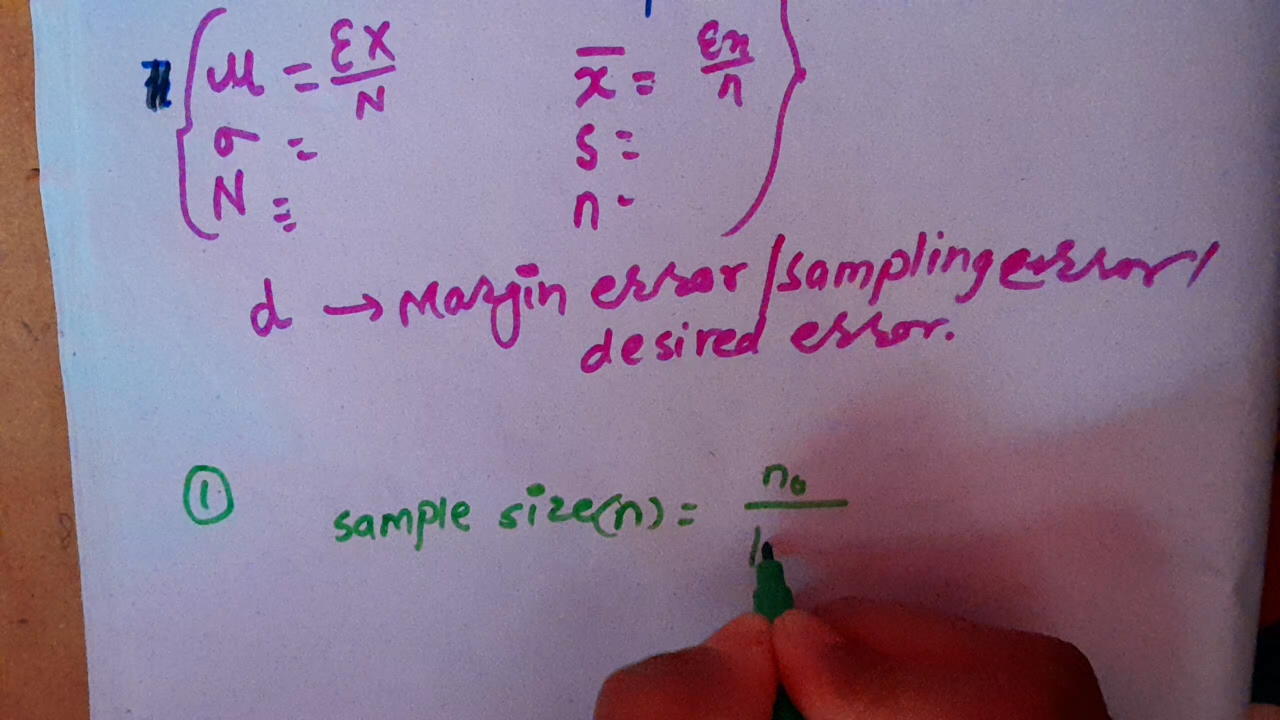 μ = ΣX/N x̄ = Σx/n
σ = s =
N = n -
d → Margin error / sampling error /
desired error.
① sample size(n) = n₀
1